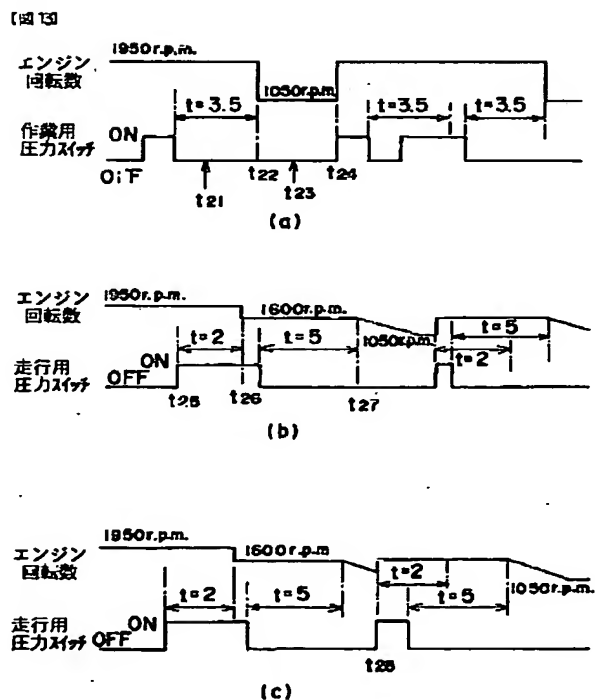 [図13]
1950r.p.m.
エンジン
回転数
1050r.p.m.
t=3.5 t=3.5 t=3.5
作業用
圧力スイッチ
ON
OFF
t21 t22 t23 t24
(a)
1950r.p.m.
エンジン
回転数
1600r.p.m.
1050r.p.m.
t=2 t=5 t=5
t=2
走行用
圧力スイッチ
ON
OFF
t25 t26 t27
(b)
1950r.p.m.
エンジン
回転数
1600r.p.m
1050r.p.m.
t=2 t=5 t=2 t=5
走行用
圧力スイッチ
ON
OFF
t28
(c)